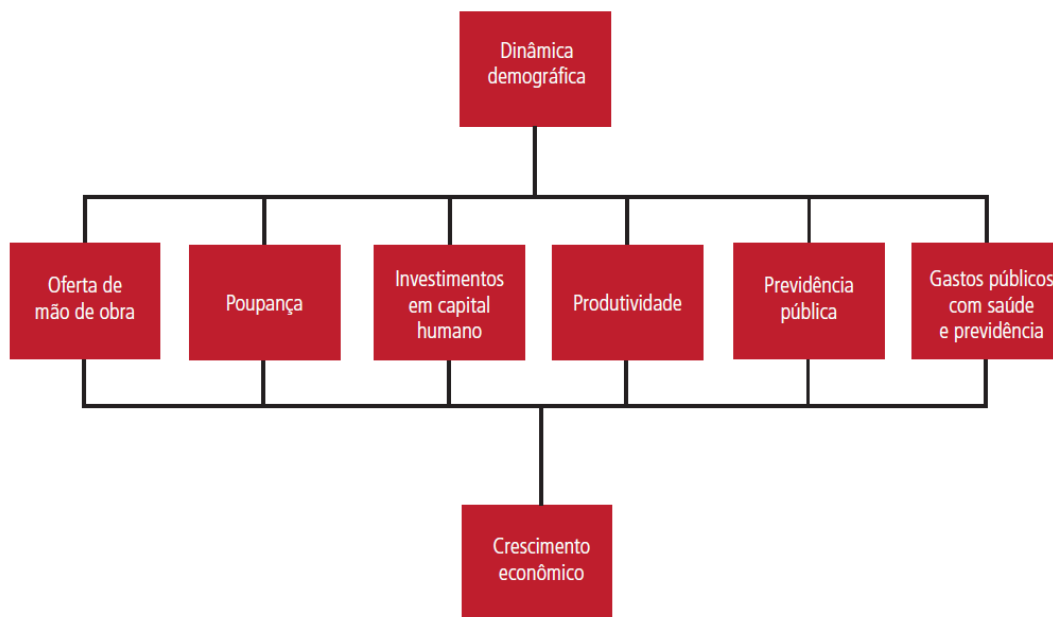 Dinâmica
demográfica
Oferta de
mão de obra
Poupança
Investimentos
em capital
humano
Produtividade
Previdência
pública
Gastos públicos
com saúde
e previdência
Crescimento
econômico